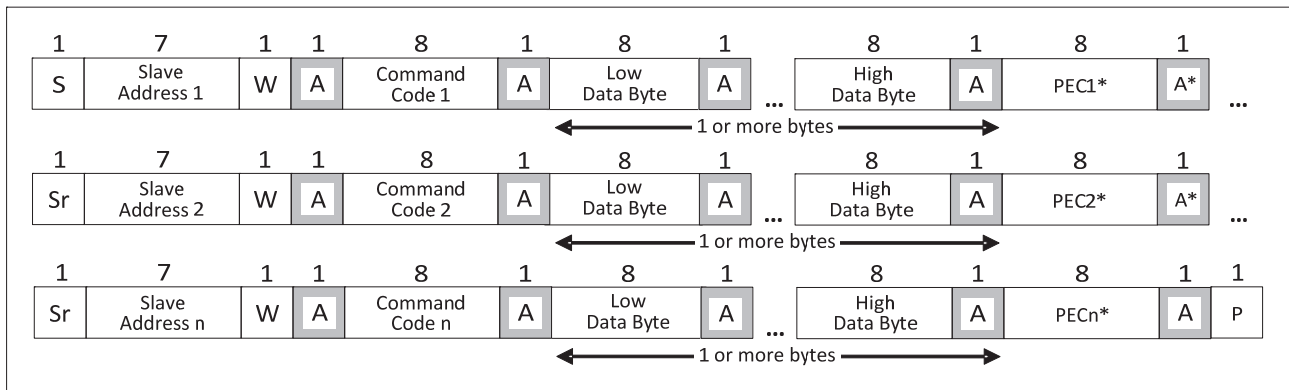 1 7 1 1 8 1 8 1 8 1 8 1
S Slave Address 1 W A Command Code 1 A Low Data Byte A ... High Data Byte A PEC1* A* ...
1 or more bytes
1 7 1 1 8 1 8 1 8 1 8 1
Sr Slave Address 2 W A Command Code 2 A Low Data Byte A ... High Data Byte A PEC2* A* ...
1 or more bytes
1 7 1 1 8 1 8 1 8 1 8 1 1
Sr Slave Address n W A Command Code n A Low Data Byte A ... High Data Byte A PECn* A P
1 or more bytes